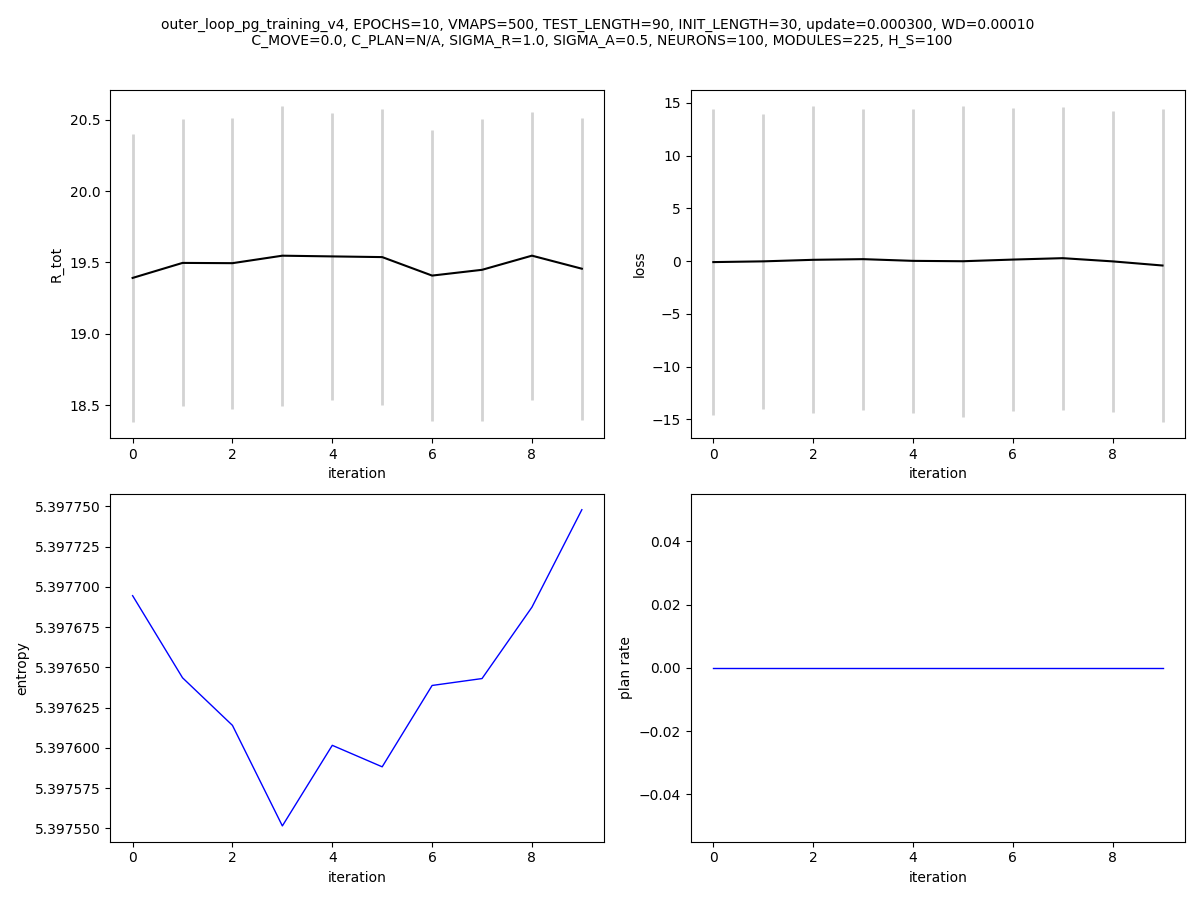 outer_loop_pg_training_v4, EPOCHS=10, VMAPS=500, TEST_LENGTH=90, INIT_LENGTH=30, update=0.000300, WD=0.00010
C_MOVE=0.0, C_PLAN=N/A, SIGMA_R=1.0, SIGMA_A=0.5, NEURONS=100, MODULES=225, H_S=100
20.5
20.0
19.5
19.0
18.5
R_tot
0 2 4 6 8
iteration
15
10
5
0
−5
−10
−15
loss
0 2 4 6 8
iteration
5.397750
5.397725
5.397700
5.397675
5.397650
5.397625
5.397600
5.397575
5.397550
entropy
0 2 4 6 8
iteration
0.04
0.02
0.00
−0.02
−0.04
plan rate
0 2 4 6 8
iteration